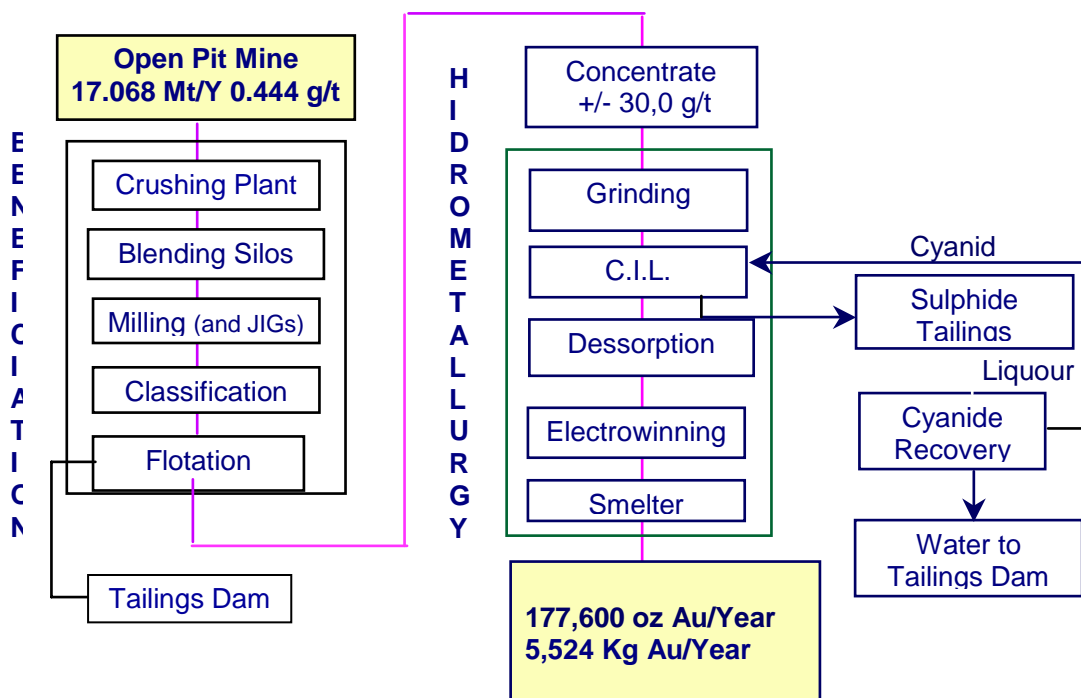 Open Pit Mine
17.068 Mt/Y 0.444 g/t
BENEFICIATION
Crushing Plant
Blending Silos
Milling (and JIGs)
Classification
Flotation
Tailings Dam
HIDROMETALLURGY
Concentrate
+/- 30,0 g/t
Grinding
C.I.L.
Dessorption
Electrowinning
Smelter
177,600 oz Au/Year
5,524 Kg Au/Year
Cyanid
Sulphide
Tailings
Liquour
Cyanide
Recovery
Water to
Tailings Dam